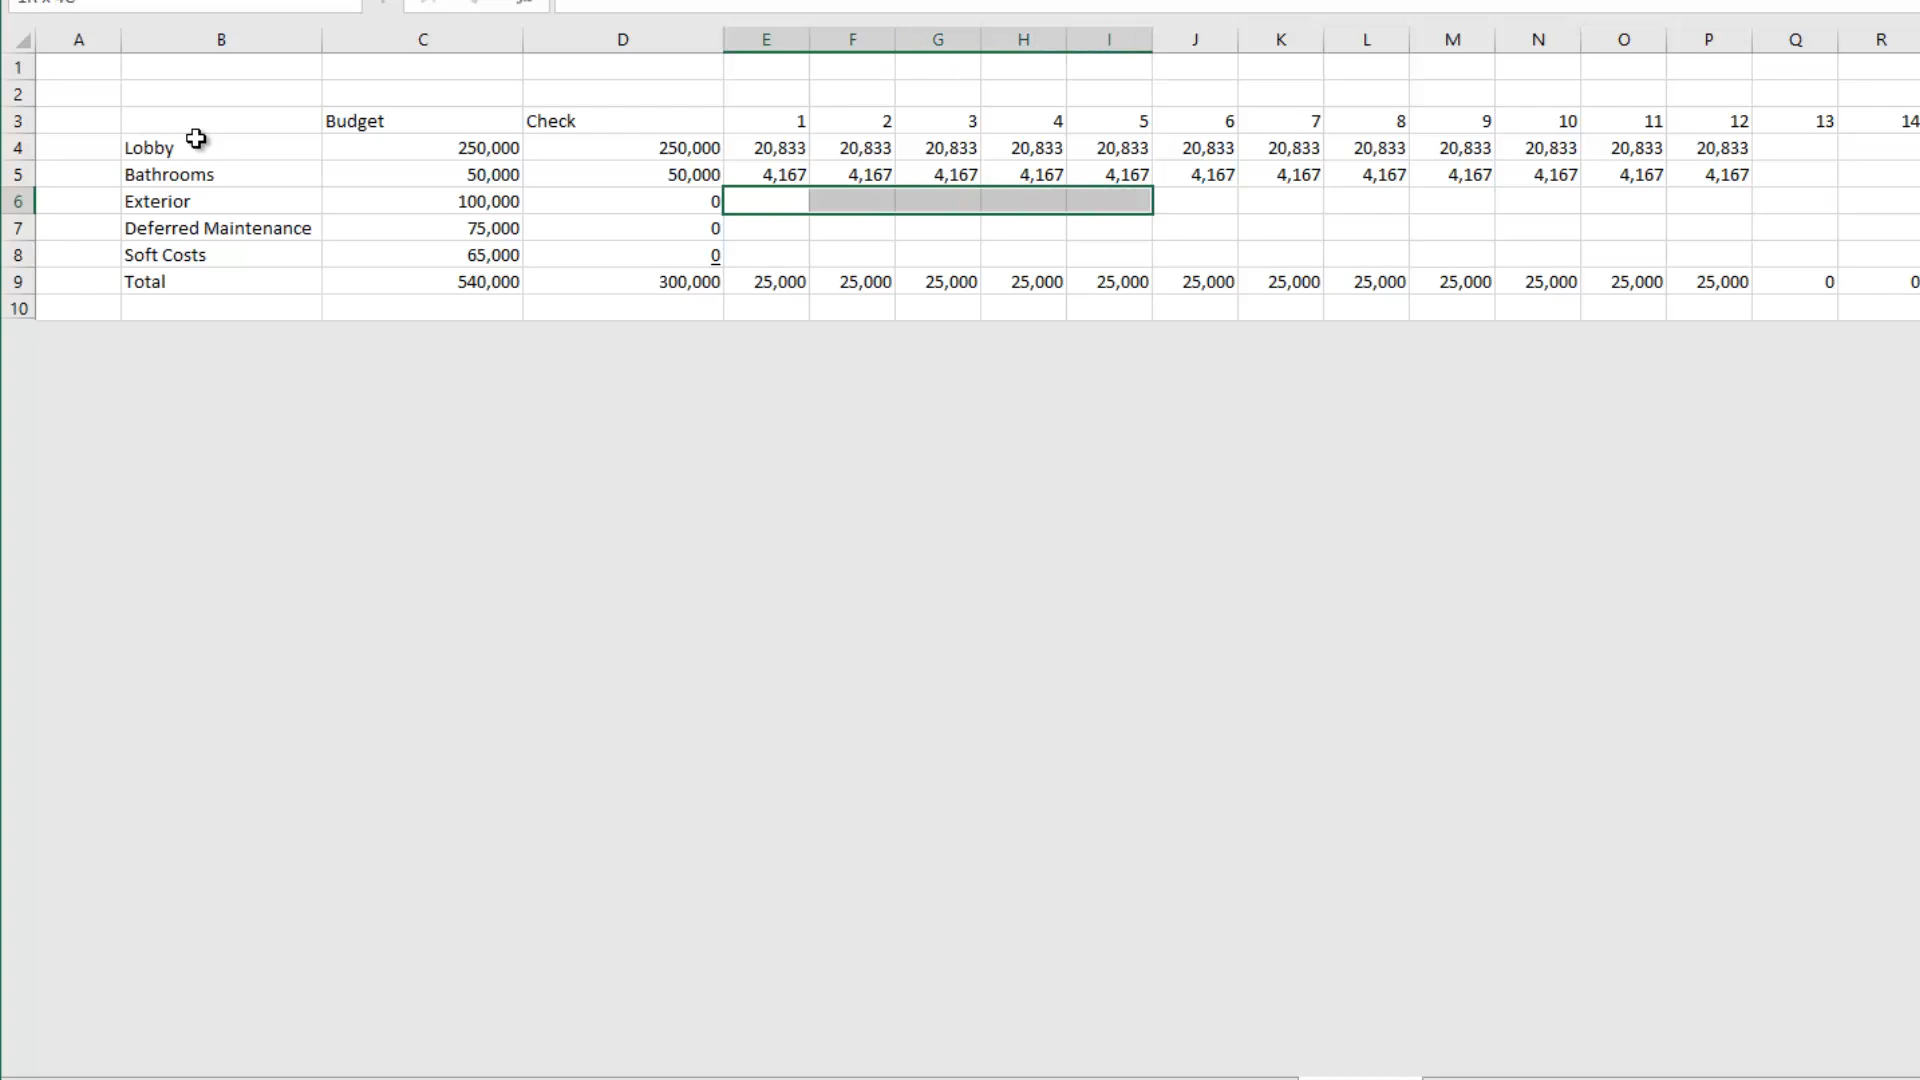 A B C D E F G H I J K L M N O P Q R
1
2
3 Budget Check 1 2 3 4 5 6 7 8 9 10 11 12 13 14
4 Lobby 250,000 250,000 20,833 20,833 20,833 20,833 20,833 20,833 20,833 20,833 20,833 20,833 20,833 20,833
5 Bathrooms 50,000 50,000 4,167 4,167 4,167 4,167 4,167 4,167 4,167 4,167 4,167 4,167 4,167 4,167
6 Exterior 100,000 0
7 Deferred Maintenance 75,000 0
8 Soft Costs 65,000 0
9 Total 540,000 300,000 25,000 25,000 25,000 25,000 25,000 25,000 25,000 25,000 25,000 25,000 25,000 25,000 0 0
10